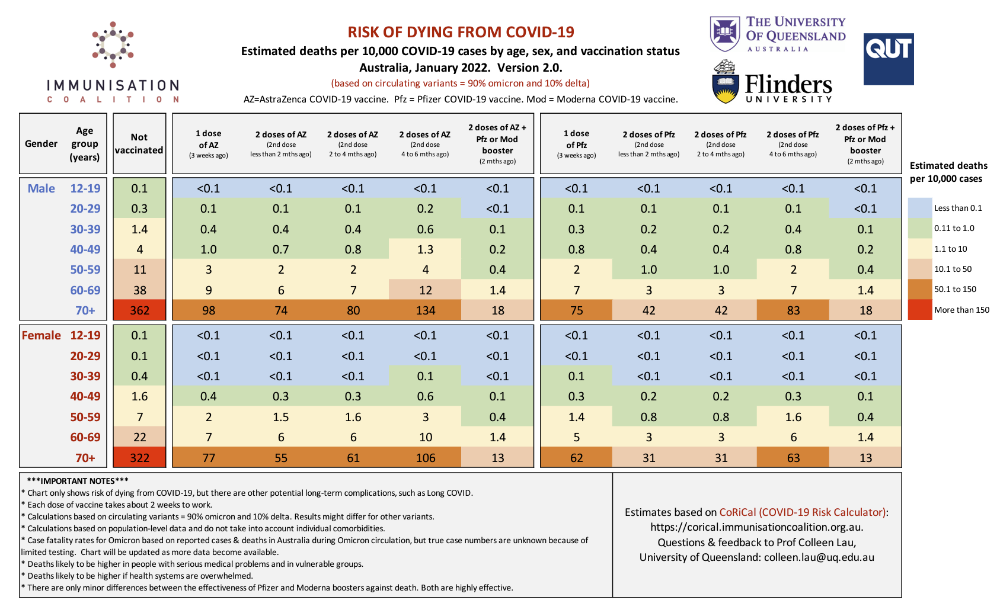 IMMUNISATION
COALITION
RISK OF DYING FROM COVID-19
Estimated deaths per 10,000 COVID-19 cases by age, sex, and vaccination status
Australia, January 2022. Version 2.0.
(based on circulating variants = 90% omicron and 10% delta)
AZ=AstraZenca COVID-19 vaccine. Pfz = Pfizer COVID-19 vaccine. Mod = Moderna COVID-19 vaccine.
THE UNIVERSITY
OF QUEENSLAND
AUSTRALIA
QUT
Flinders
UNIVERSITY
Gender
Age
group
(years)
Not
vaccinated
1 dose
of AZ
(3 weeks ago)
2 doses of AZ
(2nd dose
less than 2 mths ago)
2 doses of AZ
(2nd dose
2 to 4 mths ago)
2 doses of AZ
(2nd dose
4 to 6 mths ago)
2 doses of AZ +
Pfz or Mod
booster
(2 mths ago)
1 dose
of Pfz
(3 weeks ago)
2 doses of Pfz
(2nd dose
less than 2 mths ago)
2 doses of Pfz
(2nd dose
2 to 4 mths ago)
2 doses of Pfz
(2nd dose
4 to 6 mths ago)
2 doses of Pfz +
Pfz or Mod
booster
(2 mths ago)
Male 12-19 0.1 <0.1 <0.1 <0.1 <0.1 <0.1 <0.1 <0.1 <0.1 <0.1 <0.1
20-29 0.3 0.1 0.1 0.1 0.2 <0.1 0.1 0.1 0.1 0.1 <0.1
30-39 1.4 0.4 0.4 0.4 0.6 0.1 0.3 0.2 0.2 0.4 0.1
40-49 4 1.0 0.7 0.8 1.3 0.2 0.8 0.4 0.4 0.8 0.2
50-59 11 3 2 2 4 0.4 2 1.0 1.0 2 0.4
60-69 38 9 6 7 12 1.4 7 3 3 7 1.4
70+ 362 98 74 80 134 18 75 42 42 83 18
Female 12-19 0.1 <0.1 <0.1 <0.1 <0.1 <0.1 <0.1 <0.1 <0.1 <0.1 <0.1
20-29 0.1 <0.1 <0.1 <0.1 <0.1 <0.1 <0.1 <0.1 <0.1 <0.1 <0.1
30-39 0.4 <0.1 <0.1 <0.1 0.1 <0.1 0.1 <0.1 <0.1 <0.1 <0.1
40-49 1.6 0.4 0.3 0.3 0.6 0.1 0.3 0.2 0.2 0.3 0.1
50-59 7 2 1.5 1.6 3 0.4 1.4 0.8 0.8 1.6 0.4
60-69 22 7 6 6 10 1.4 5 3 3 6 1.4
70+ 322 77 55 61 106 13 62 31 31 63 13
Estimated deaths
per 10,000 cases
Less than 0.1
0.11 to 1.0
1.1 to 10
10.1 to 50
50.1 to 150
More than 150
***IMPORTANT NOTES***
* Chart only shows risk of dying from COVID-19, but there are other potential long-term complications, such as Long COVID.
* Each dose of vaccine takes about 2 weeks to work.
* Calculations based on circulating variants = 90% omicron and 10% delta. Results might differ for other variants.
* Calculations based on population-level data and do not take into account individual comorbidities.
* Case fatality rates for Omicron based on reported cases & deaths in Australia during Omicron circulation, but true case numbers are unknown because of
limited testing. Chart will be updated as more data become available.
* Deaths likely to be higher in people with serious medical problems and in vulnerable groups.
* Deaths likely to be higher if health systems are overwhelmed.
* There are only minor differences between the effectiveness of Pfizer and Moderna boosters against death. Both are highly effective.
Estimates based on CoRiCal (COVID-19 Risk Calculator):
https://corical.immunisationcoalition.org.au.
Questions & feedback to Prof Colleen Lau,
University of Queensland: colleen.lau@uq.edu.au